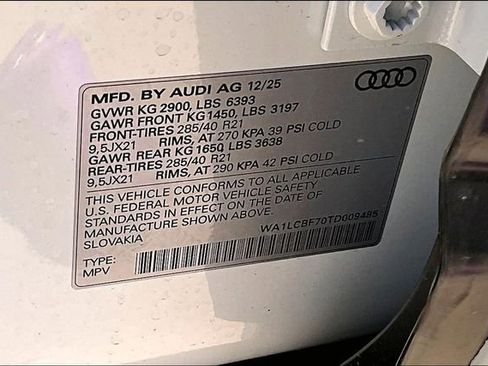 MFD. BY AUDI AG 12/25
GVWR KG 2900, LBS 6393
GAWR FRONT KG1450, LBS 3197
FRONT-TIRES 285/40 R21
9,5JX21 RIMS, AT 270 KPA 39 PSI COLD
GAWR REAR KG 1650, LBS 3638
REAR-TIRES 285/40 R21
9,5JX21 RIMS, AT 290 KPA 42 PSI COLD
THIS VEHICLE CONFORMS TO ALL APPLICABLE
U.S. FEDERAL MOTOR VEHICLE SAFETY
STANDARDS IN EFFECT ON THE DATE OF
SLOVAKIA
WA1LCBF70TD009485
TYPE:
MPV